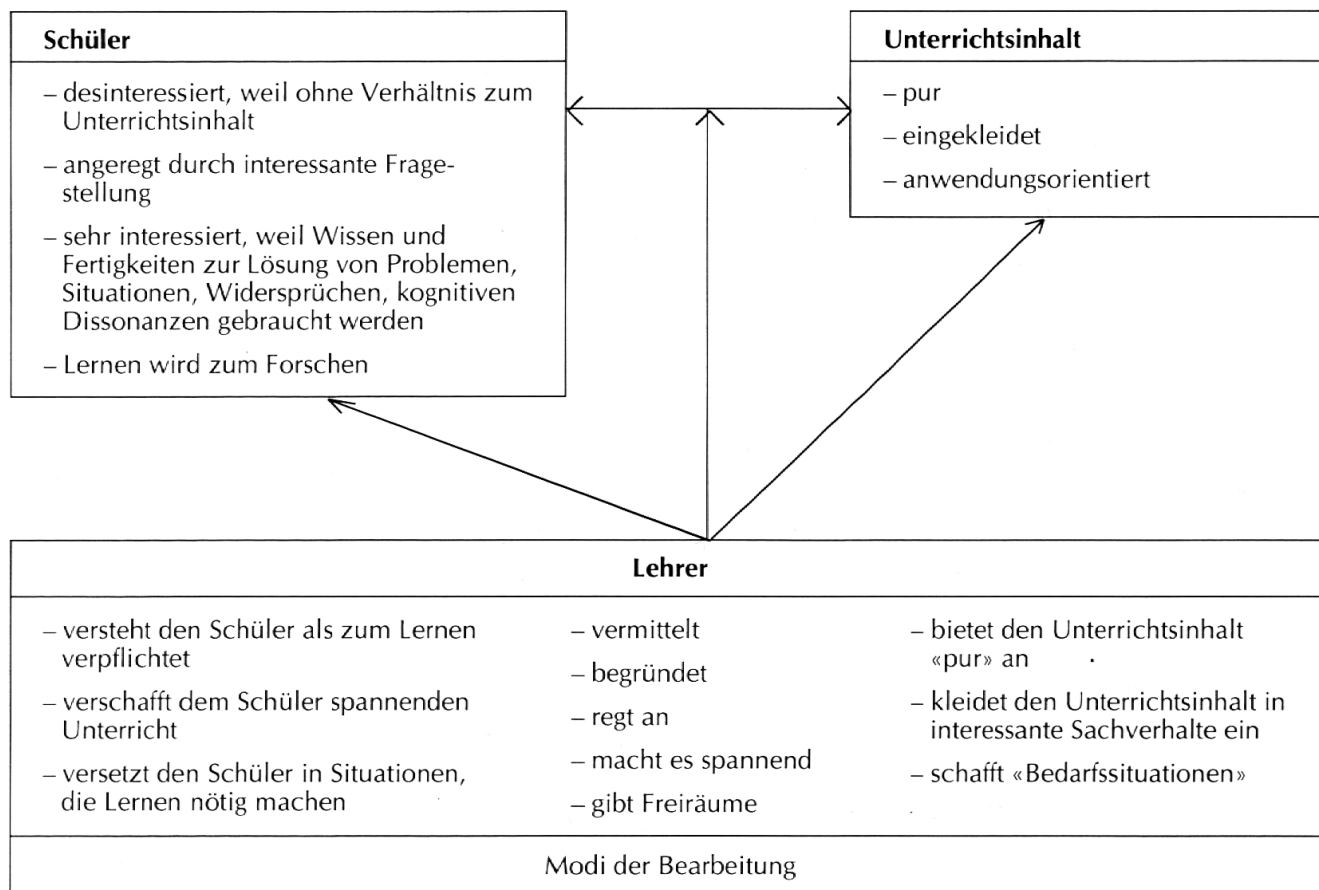 Schüler
– desinteressiert, weil ohne Verhältnis zum
Unterrichtsinhalt
– angeregt durch interessante Frage-
stellung
– sehr interessiert, weil Wissen und
Fertigkeiten zur Lösung von Problemen,
Situationen, Widersprüchen, kognitiven
Dissonanzen gebraucht werden
– Lernen wird zum Forschen
Unterrichtsinhalt
– pur
– eingekleidet
– anwendungsorientiert
Lehrer
– versteht den Schüler als zum Lernen
verpflichtet
– verschafft dem Schüler spannenden
Unterricht
– versetzt den Schüler in Situationen,
die Lernen nötig machen
– vermittelt
– begründet
– regt an
– macht es spannend
– gibt Freiräume
– bietet den Unterrichtsinhalt
«pur» an
– kleidet den Unterrichtsinhalt in
interessante Sachverhalte ein
– schafft «Bedarfssituationen»
Modi der Bearbeitung